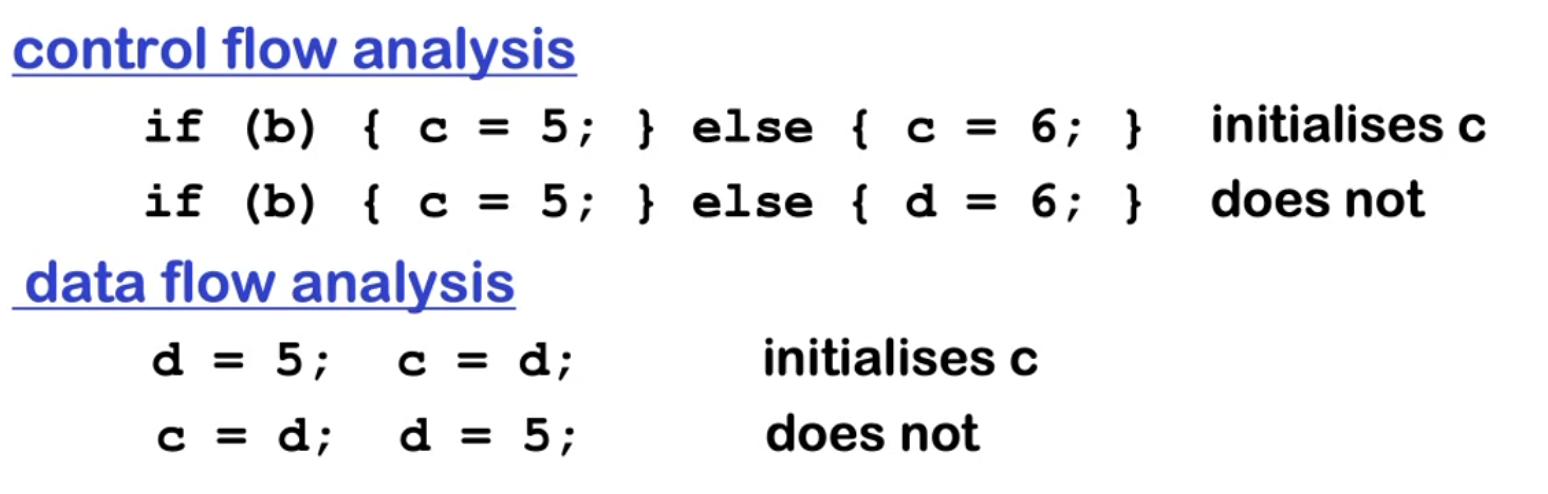 control flow analysis
if (b) { c = 5; } else { c = 6; } initialises c
if (b) { c = 5; } else { d = 6; } does not
data flow analysis
d = 5; c = d; initialises c
c = d; d = 5; does not